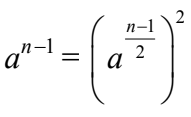 $a^{n-1} = \left( a^{\frac{n-1}{2}} \right)^2$